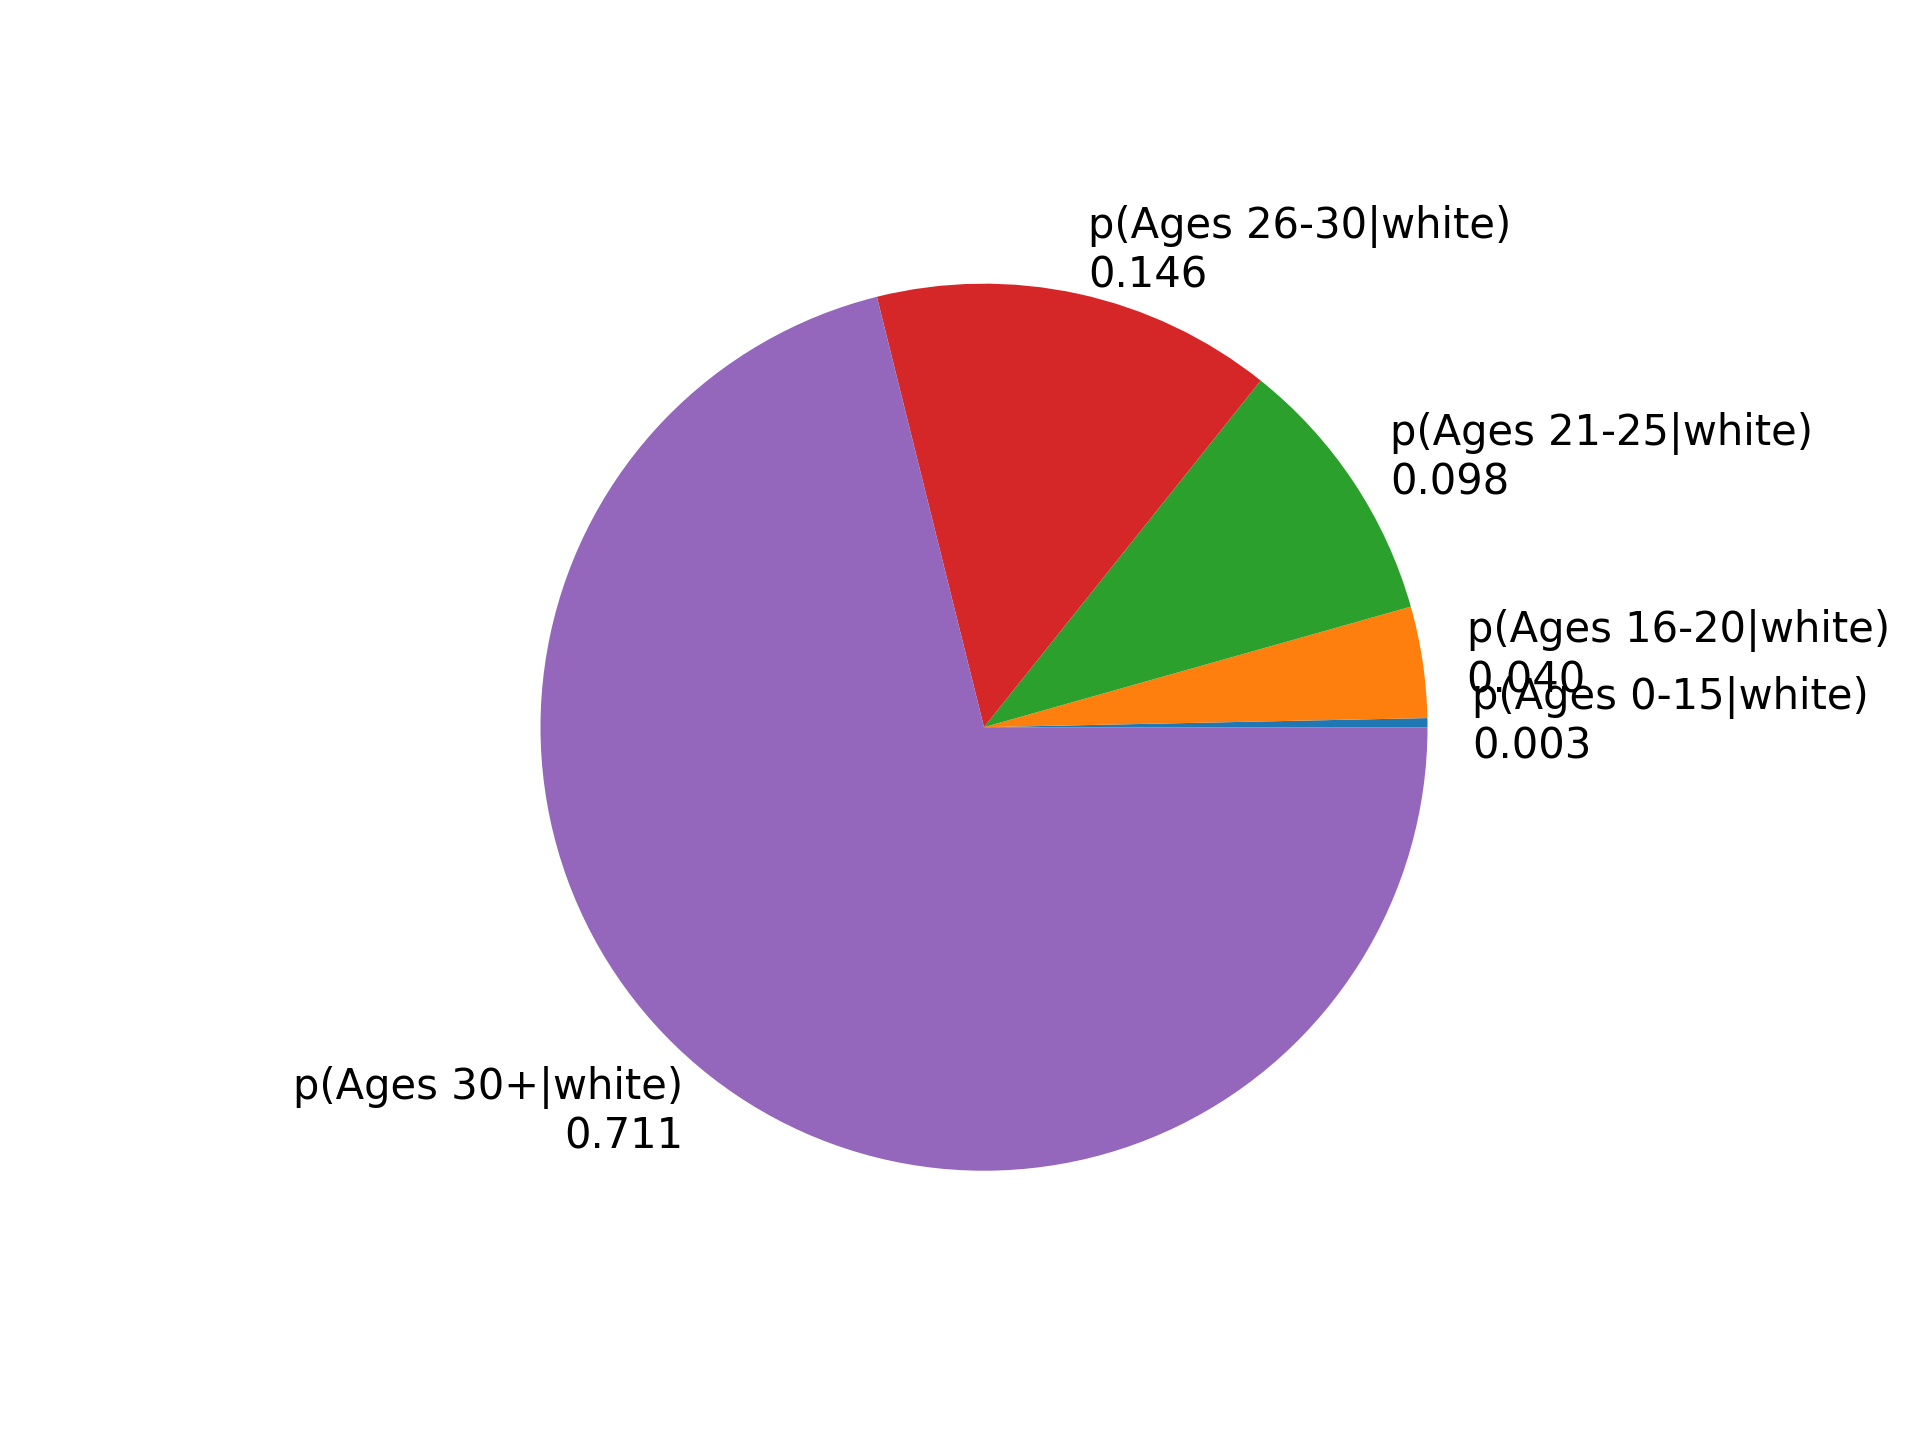 p(Ages 26-30|white)
0.146
p(Ages 21-25|white)
0.098
p(Ages 16-20|white)
0.040
p(Ages 0-15|white)
0.003
p(Ages 30+|white)
0.711